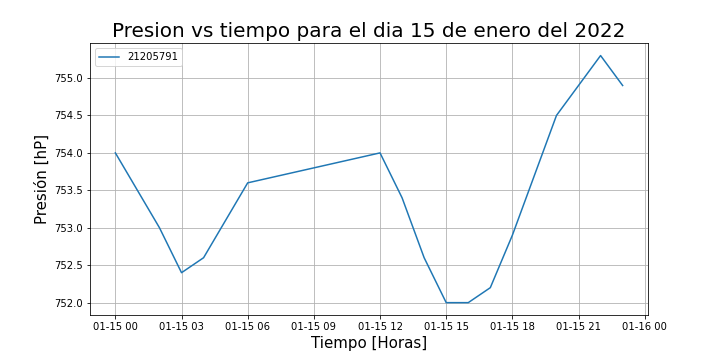 Presion vs tiempo para el dia 15 de enero del 2022
21205791
755.0
754.5
754.0
753.5
753.0
752.5
752.0
Presión [hP]
01-15 00 01-15 03 01-15 06 01-15 09 01-15 12 01-15 15 01-15 18 01-15 21 01-16 00
Tiempo [Horas]